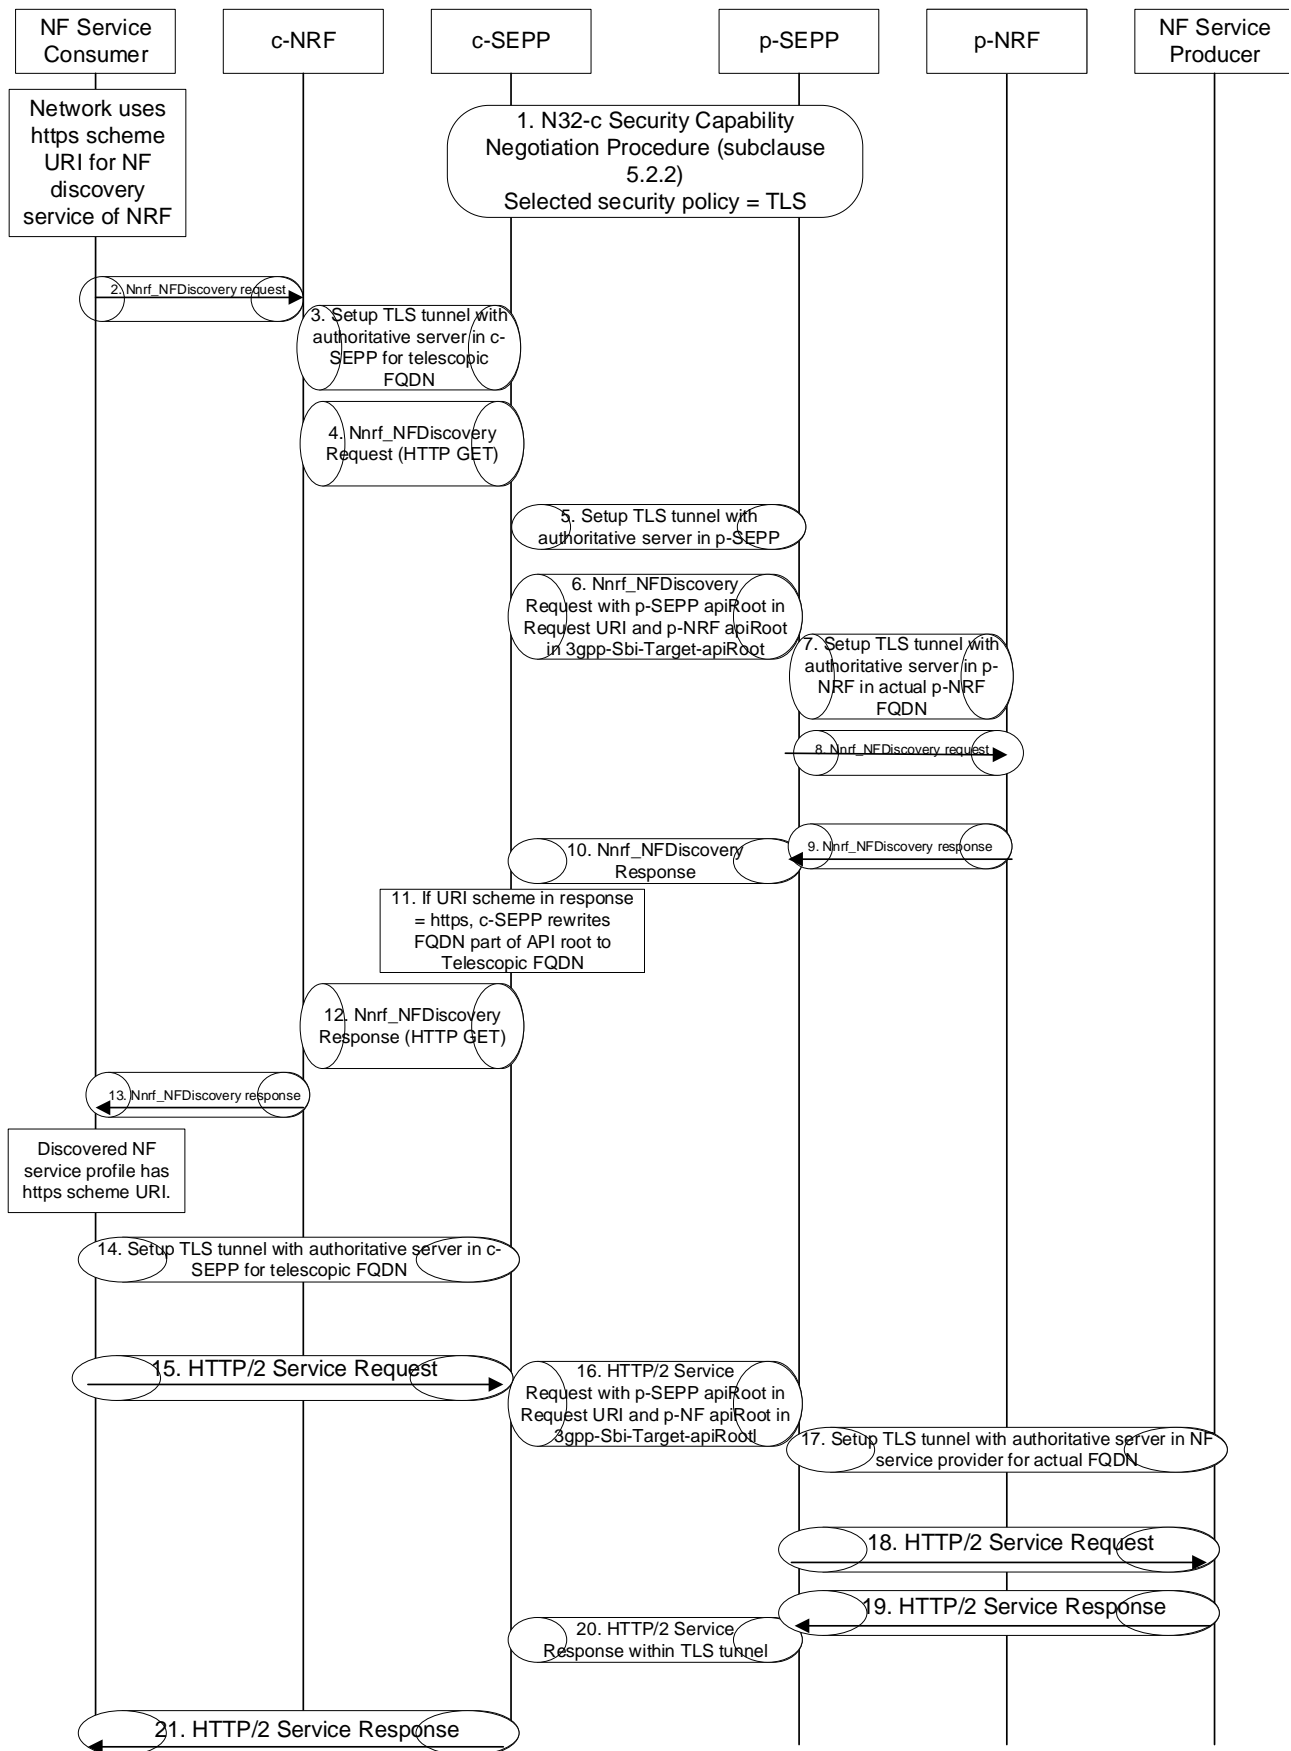 NF Service
Consumer
c-NRF
c-SEPP
p-SEPP
p-NRF
NF Service
Producer
Network uses
https scheme
URI for NF
discovery
service of NRF
1. N32-c Security Capability
Negotiation Procedure (subclause
5.2.2)
Selected security policy = TLS
2. Nnrf_NFDiscovery request
3. Setup TLS tunnel with
authoritative server in c-
SEPP for telescopic
FQDN
4. Nnrf_NFDiscovery
Request (HTTP GET)
5. Setup TLS tunnel with
authoritative server in p-SEPP
6. Nnrf_NFDiscovery
Request with p-SEPP apiRoot in
Request URI and p-NRF apiRoot
in 3gpp-Sbi-Target-apiRoot
7. Setup TLS tunnel with
authoritative server in p-
NRF in actual p-NRF
FQDN
8. Nnrf_NFDiscovery request
9. Nnrf_NFDiscovery response
10. Nnrf_NFDiscovery
Response
11. If URI scheme in response
= https, c-SEPP rewrites
FQDN part of API root to
Telescopic FQDN
12. Nnrf_NFDiscovery
Response (HTTP GET)
13. Nnrf_NFDiscovery response
Discovered NF
service profile has
https scheme URI.
14. Setup TLS tunnel with authoritative server in c-
SEPP for telescopic FQDN
15. HTTP/2 Service Request
16. HTTP/2 Service
Request with p-SEPP apiRoot in
Request URI and p-NF apiRoot in
3gpp-Sbi-Target-apiRootl
17. Setup TLS tunnel with authoritative server in NF
service provider for actual FQDN
18. HTTP/2 Service Request
19. HTTP/2 Service Response
20. HTTP/2 Service
Response within TLS tunnel
21. HTTP/2 Service Response